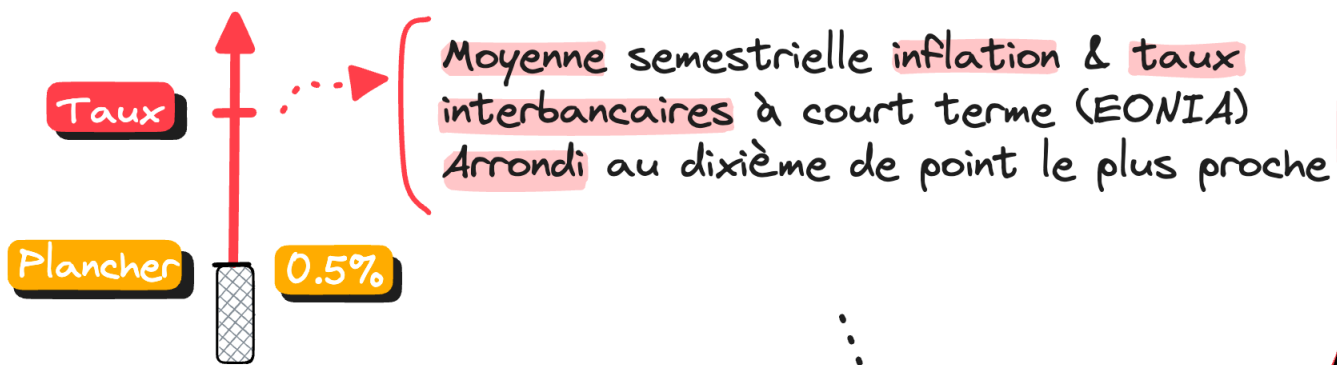 Taux
Moyenne semestrielle inflation & taux
interbancaires à court terme (EONIA)
Arrondi au dixième de point le plus proche
Plancher
0.5%